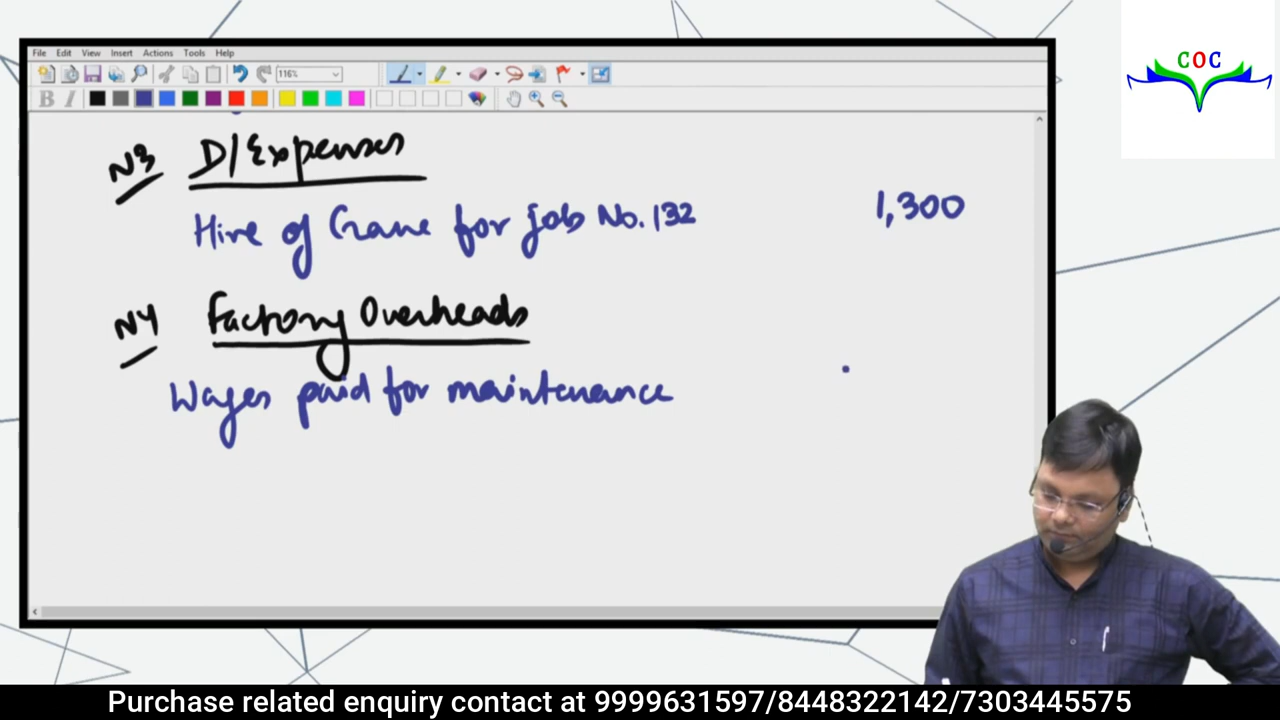 COC
File Edit View Insert Actions Tools Help
116%
B I
N3 D/Expenses
Hire of Crane for job No. 132 1,300
N4 Factory Overheads
Wages paid for maintenance
Purchase related enquiry contact at 9999631597/8448322142/7303445575